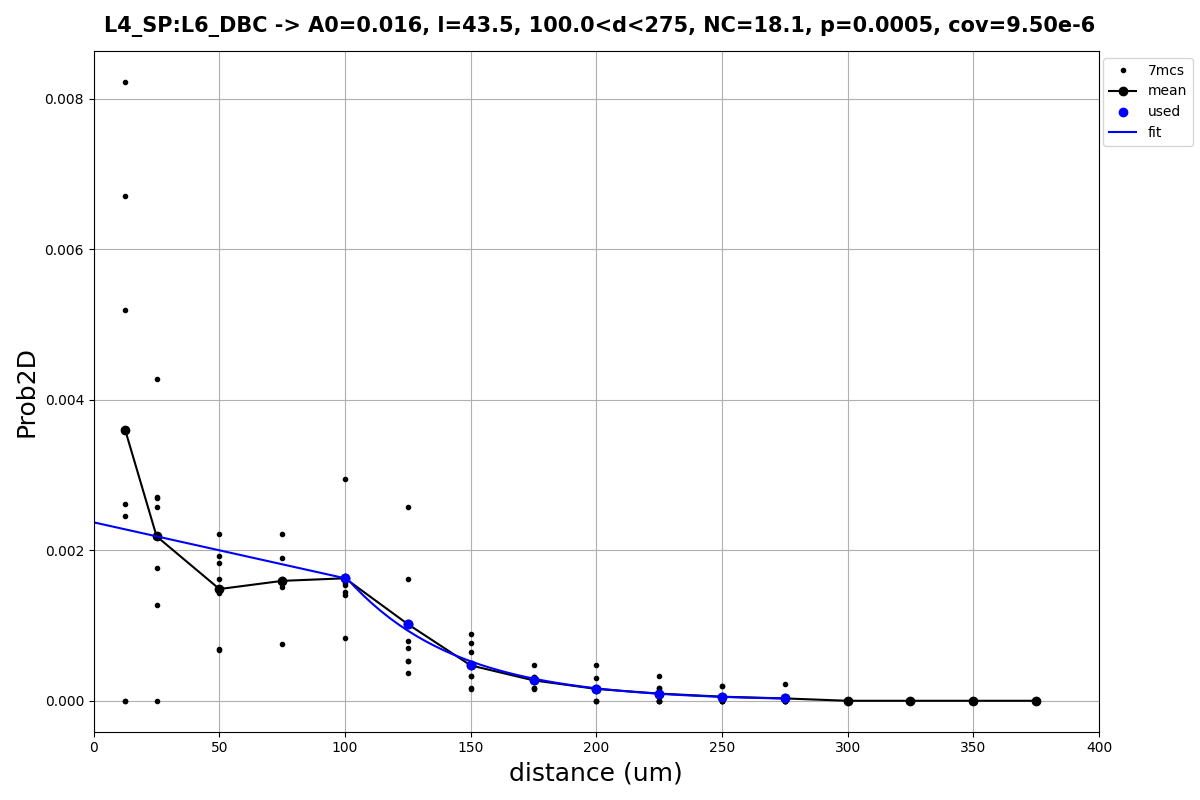 L4_SP:L6_DBC -> A0=0.016, l=43.5, 100.0<d<275, NC=18.1, p=0.0005, cov=9.50e-6
7mcs
mean
used
fit
Prob2D
0.008
0.006
0.004
0.002
0.000
0 50 100 150 200 250 300 350 400
distance (um)